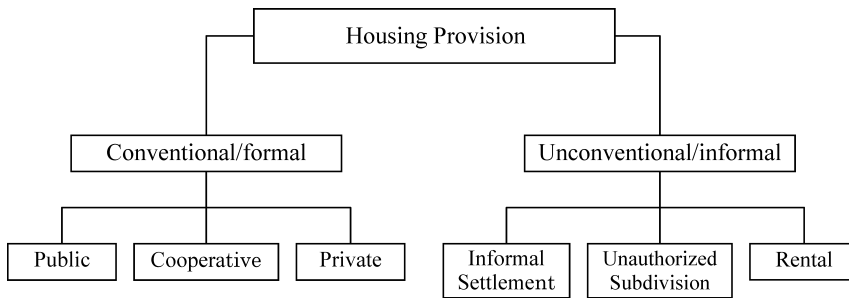 Housing Provision
Conventional/formal
Unconventional/informal
Public
Cooperative
Private
Informal
Settlement
Unauthorized
Subdivision
Rental